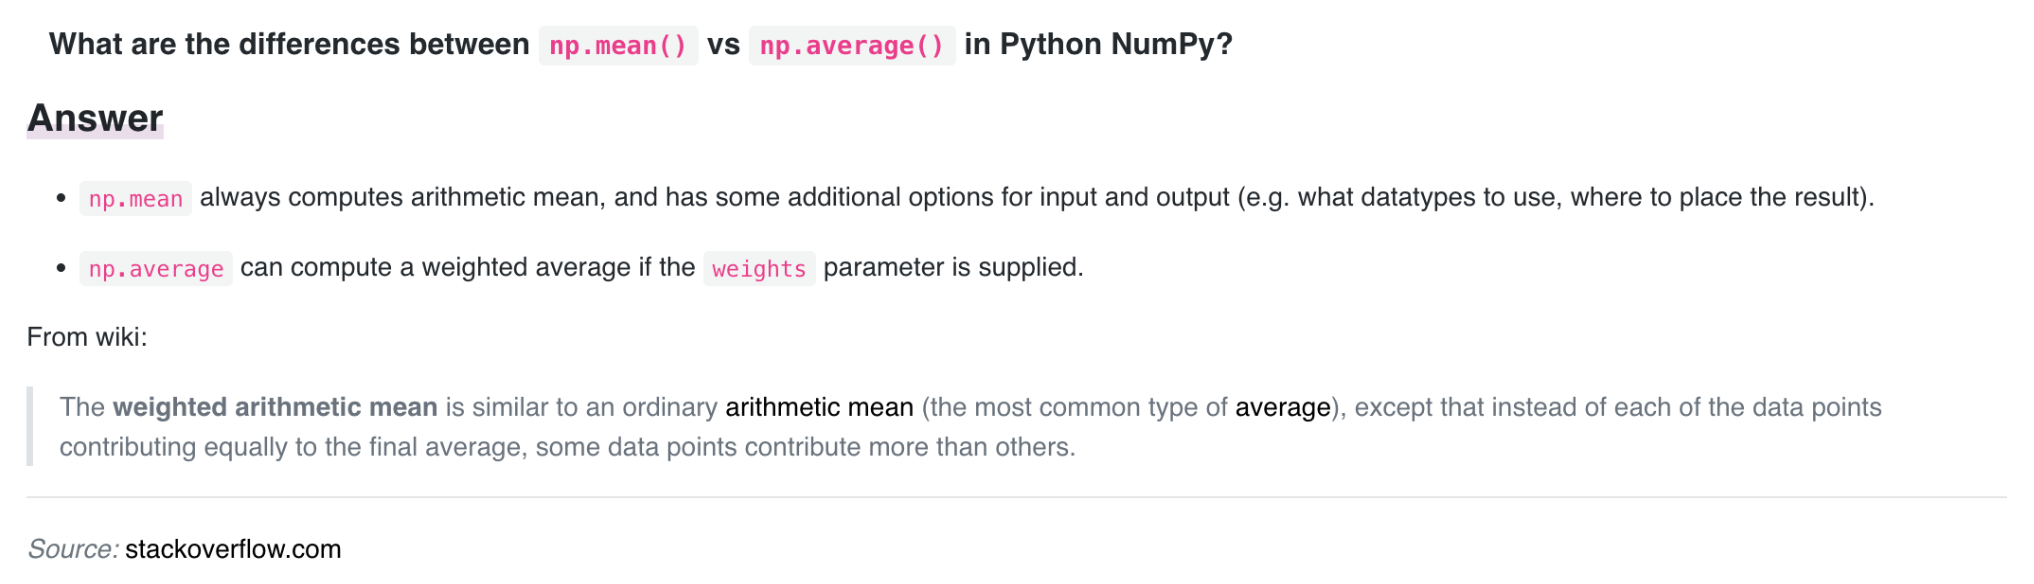 What are the differences between np.mean() vs np.average() in Python NumPy?
Answer
• np.mean always computes arithmetic mean, and has some additional options for input and output (e.g. what datatypes to use, where to place the result).
• np.average can compute a weighted average if the weights parameter is supplied.
From wiki:
The weighted arithmetic mean is similar to an ordinary arithmetic mean (the most common type of average), except that instead of each of the data points
contributing equally to the final average, some data points contribute more than others.
Source: stackoverflow.com